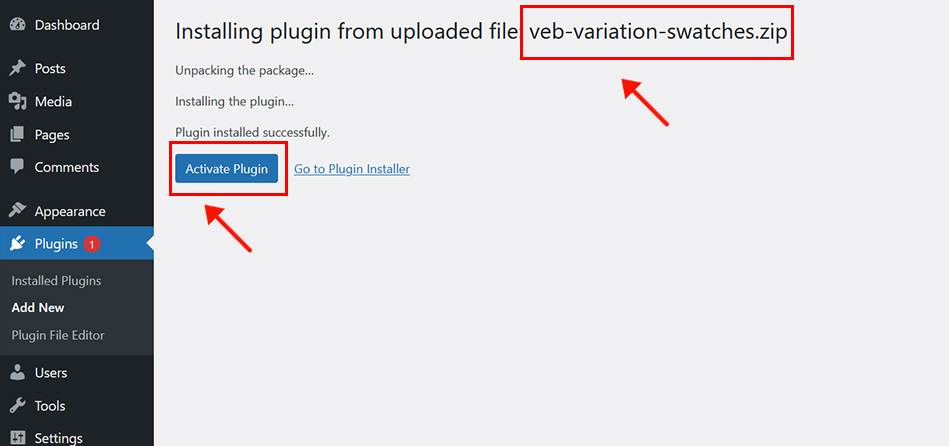 Dashboard
Posts
Media
Pages
Comments
Appearance
Plugins 1
Installed Plugins
Add New
Plugin File Editor
Users
Tools
Settings
Installing plugin from uploaded file: veb-variation-swatches.zip
Unpacking the package…
Installing the plugin…
Plugin installed successfully.
Activate Plugin Go to Plugin Installer